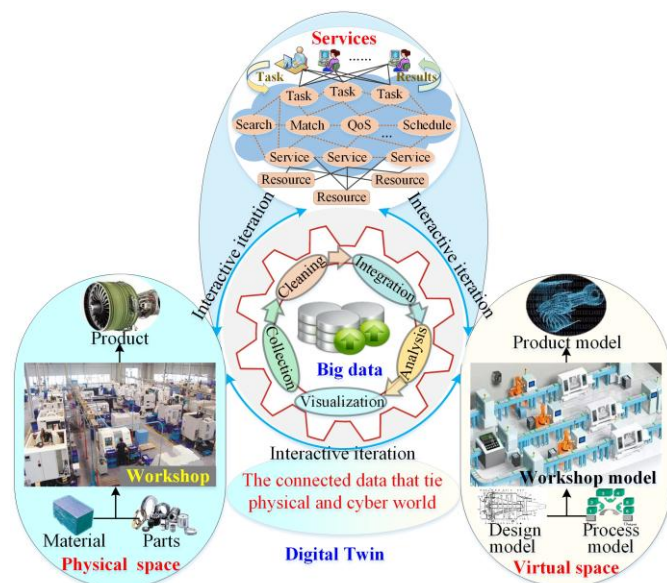 Services
Task
......
Results
Task
Task
Task
Search
Match
QoS
Schedule
...
Service
Service
Service
Resource
Resource
Resource
Interactive iteration
Interactive iteration
Cleaning
Integration
Collection
Analysis
Big data
Visualization
Interactive iteration
The connected data that tie
physical and cyber world
Digital Twin
Product
Workshop
Material
Parts
Physical space
Product model
Workshop model
Design
model
Process
model
Virtual space